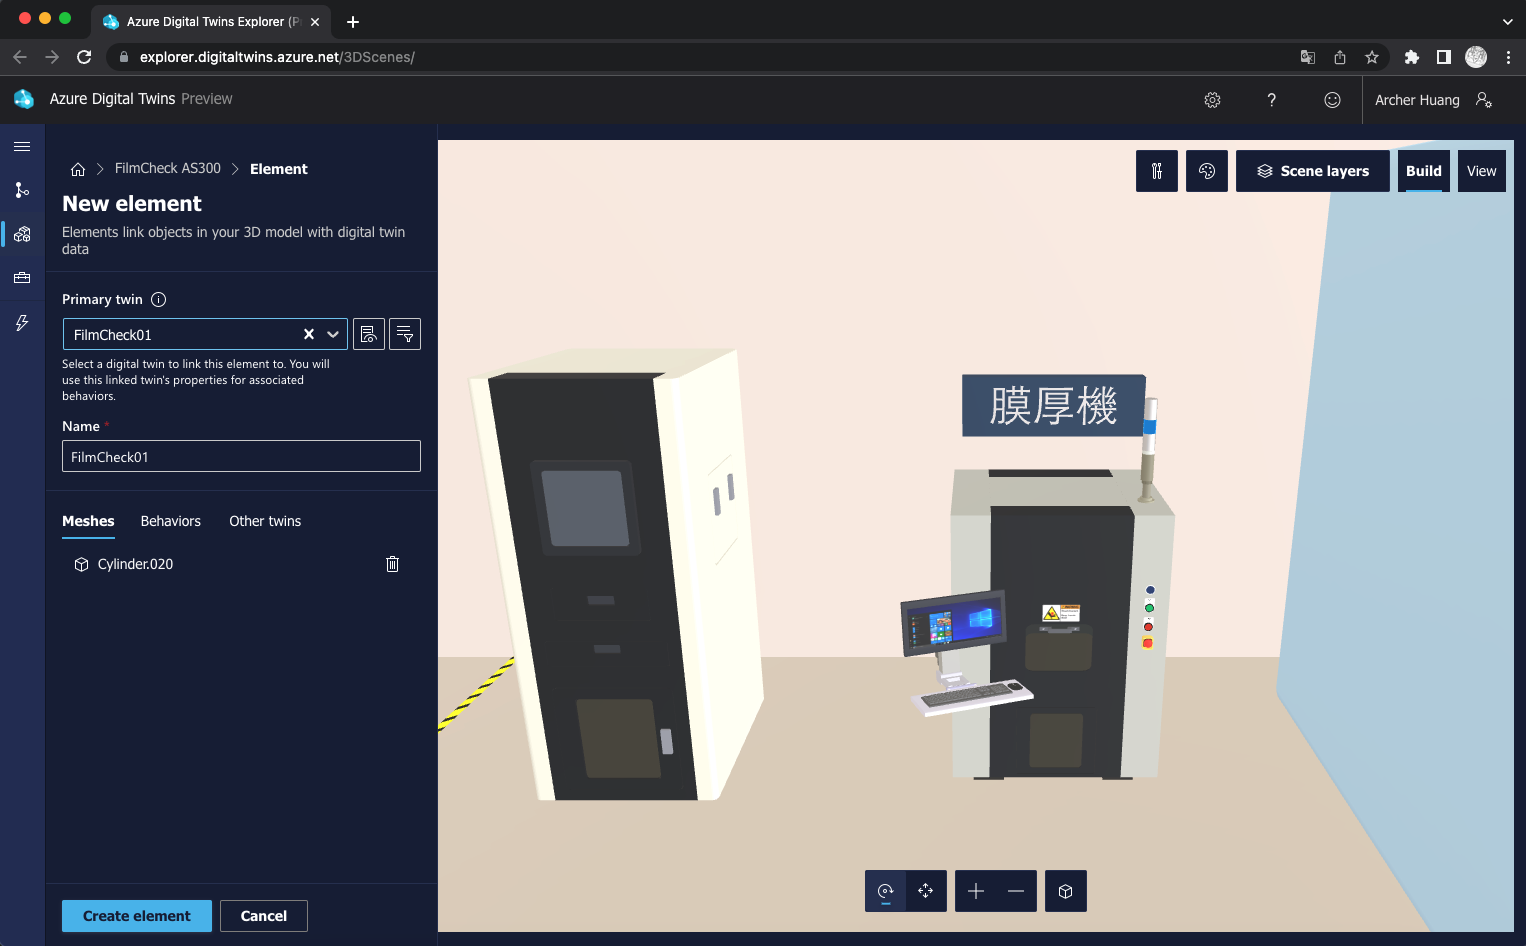 Azure Digital Twins Explorer (P
explorer.digitaltwins.azure.net/3DScenes/
Azure Digital Twins Preview
Archer Huang
FilmCheck AS300
Element
Scene layers
Build
View
New element
Elements link objects in your 3D model with digital twin
data
Primary twin
FilmCheck01
Select a digital twin to link this element to. You will
use this linked twin's properties for associated
behaviors.
Name *
FilmCheck01
Meshes
Behaviors
Other twins
Cylinder.020
膜厚機
Create element
Cancel